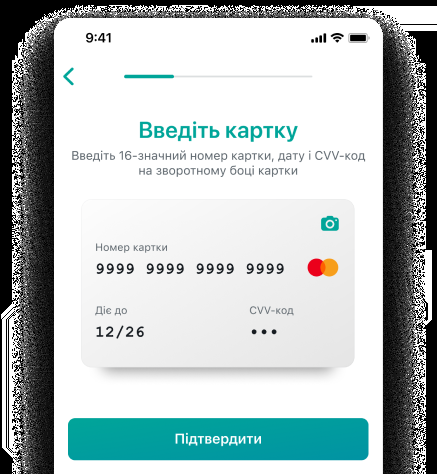 9:41
Введіть картку
Введіть 16-значний номер картки, дату і CVV-код
на зворотному боці картки
Номер картки
9999 9999 9999 9999
Діє до CVV-код
12/26 •••
Підтвердити